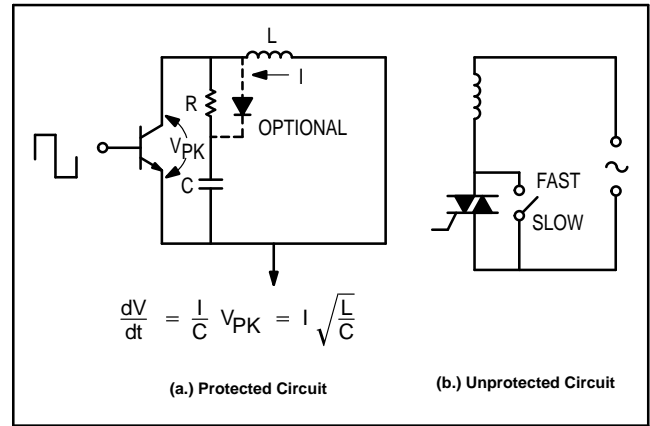 L
I
R
OPTIONAL
VPK
C
FAST
SLOW
dV/dt = I/C VPK = I √L/C
(a.) Protected Circuit
(b.) Unprotected Circuit